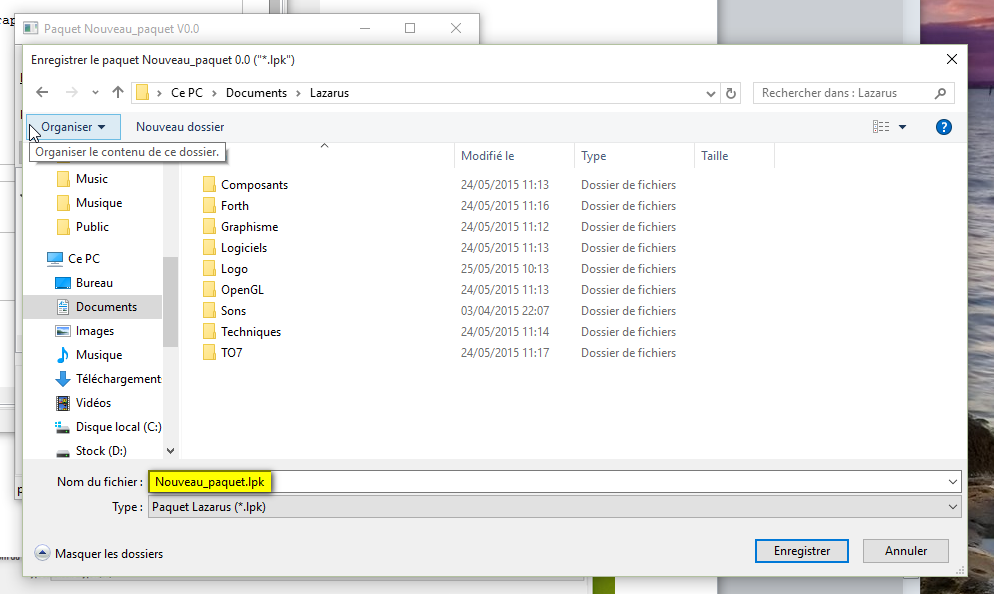 Paquet Nouveau_paquet V0.0
Enregistrer le paquet Nouveau_paquet 0.0 ("*.lpk")
Ce PC > Documents > Lazarus
Rechercher dans : Lazarus
Organiser
Nouveau dossier
Organiser le contenu de ce dossier.
Modifié le Type Taille
Music
Musique
Public
Ce PC
Bureau
Documents
Images
Musique
Téléchargement
Vidéos
Disque local (C:)
Stock (D:)
Composants 24/05/2015 11:13 Dossier de fichiers
Forth 24/05/2015 11:16 Dossier de fichiers
Graphisme 24/05/2015 11:12 Dossier de fichiers
Logiciels 24/05/2015 11:13 Dossier de fichiers
Logo 25/05/2015 10:13 Dossier de fichiers
OpenGL 24/05/2015 11:13 Dossier de fichiers
Sons 03/04/2015 22:07 Dossier de fichiers
Techniques 24/05/2015 11:14 Dossier de fichiers
TO7 24/05/2015 11:17 Dossier de fichiers
Nom du fichier : Nouveau_paquet.lpk
Type : Paquet Lazarus (*.lpk)
Masquer les dossiers
Enregistrer
Annuler